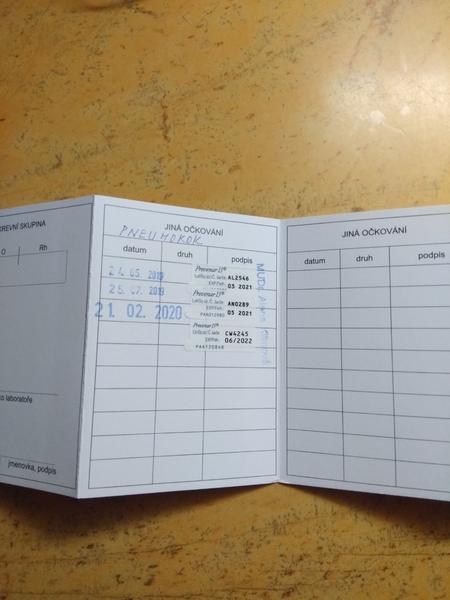 KREVNÍ SKUPINA
O Rh
laboratoře
jmenovka, podpis
JINÁ OČKOVÁNÍ
PNEUMOKOK
datum druh podpis
24. 05. 2019 Prevenar 13® AL2546
03 2021
25. 07. 2019 Prevenar 13® AN0289
05 2021
21. 02. 2020 Prevenar 13® CW4245
06/2022
MUDr.
JINÁ OČKOVÁNÍ
datum druh podpis